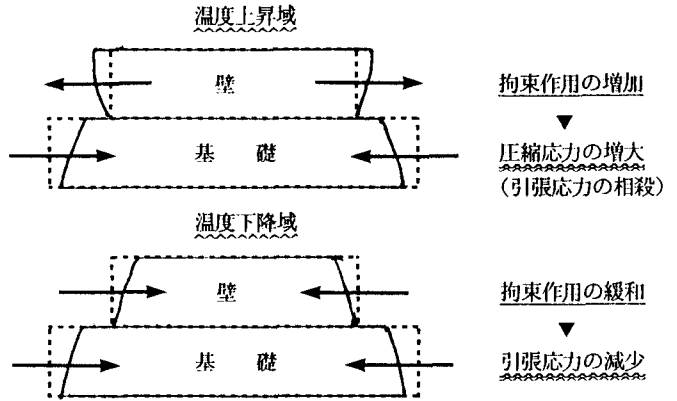 温度上昇域
壁
拘束作用の増加
▼
基　礎
圧縮応力の増大
(引張応力の相殺)
温度下降域
壁
拘束作用の緩和
▼
基　礎
引張応力の減少